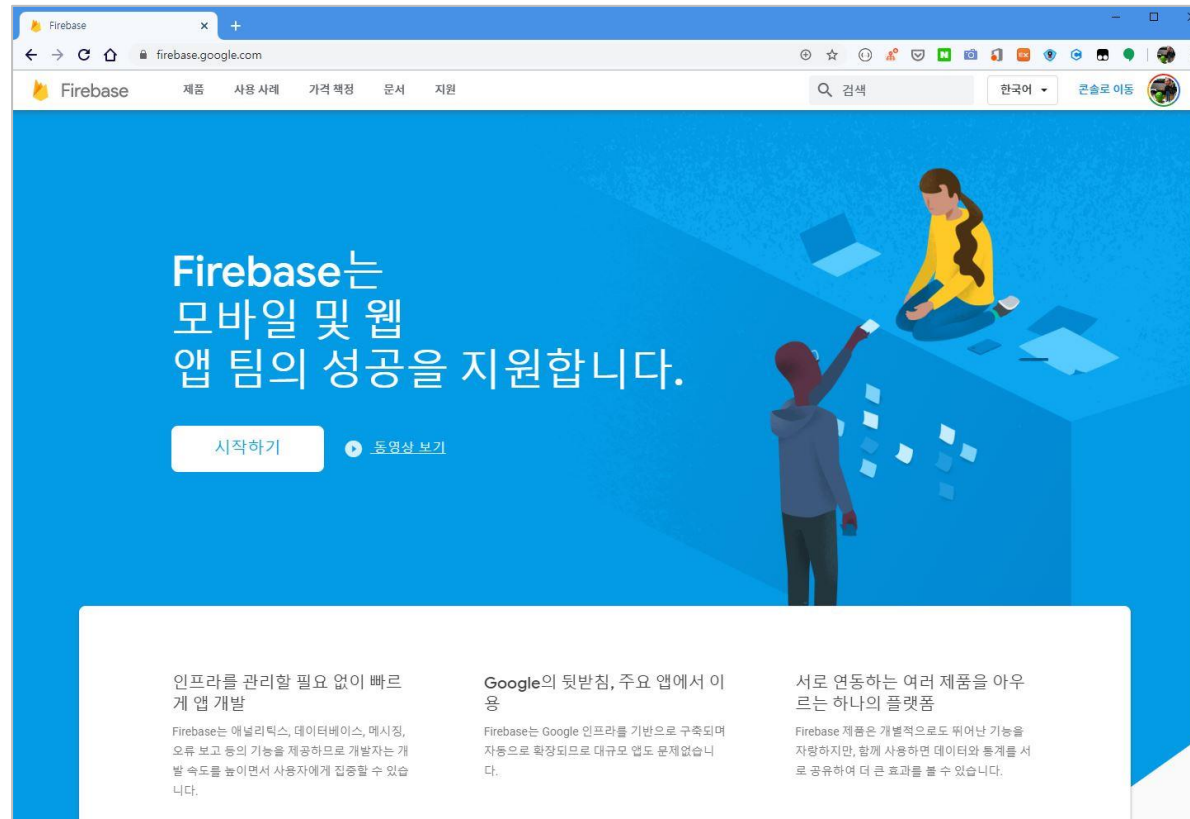 Firebase
firebase.google.com
Firebase 제품 사용 사례 가격 책정 문서 지원 검색 한국어 콘솔로 이동
Firebase는
모바일 및 웹
앱 팀의 성공을 지원합니다.
시작하기 동영상 보기
인프라를 관리할 필요 없이 빠르
게 앱 개발
Firebase는 애널리틱스, 데이터베이스, 메시징,
오류 보고 등의 기능을 제공하므로 개발자는 개
발 속도를 높이면서 사용자에게 집중할 수 있습
니다.
Google의 뒷받침, 주요 앱에서 이
용
Firebase는 Google 인프라를 기반으로 구축되며
자동으로 확장되므로 대규모 앱도 문제없습니
다.
서로 연동하는 여러 제품을 아우
르는 하나의 플랫폼
Firebase 제품은 개별적으로도 뛰어난 기능을
자랑하지만, 함께 사용하면 데이터와 통계를 서
로 공유하여 더 큰 효과를 볼 수 있습니다.